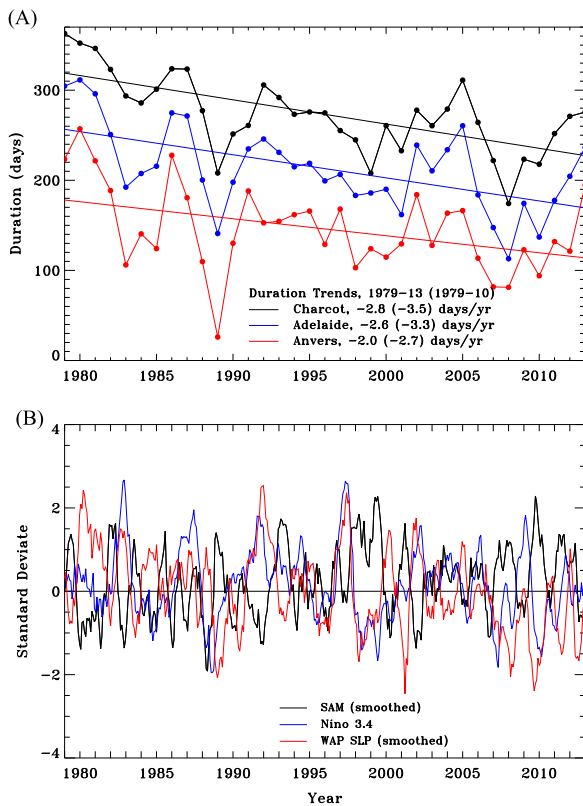 (A)
300
200
100
0
Duration (days)
Duration Trends, 1979-13 (1979-10)
Charcot, -2.8 (-3.5) days/yr
Adelaide, -2.6 (-3.3) days/yr
Anvers, -2.0 (-2.7) days/yr
1980 1985 1990 1995 2000 2005 2010
(B)
4
2
0
-2
-4
Standard Deviate
SAM (smoothed)
Nino 3.4
WAP SLP (smoothed)
1980 1985 1990 1995 2000 2005 2010
Year